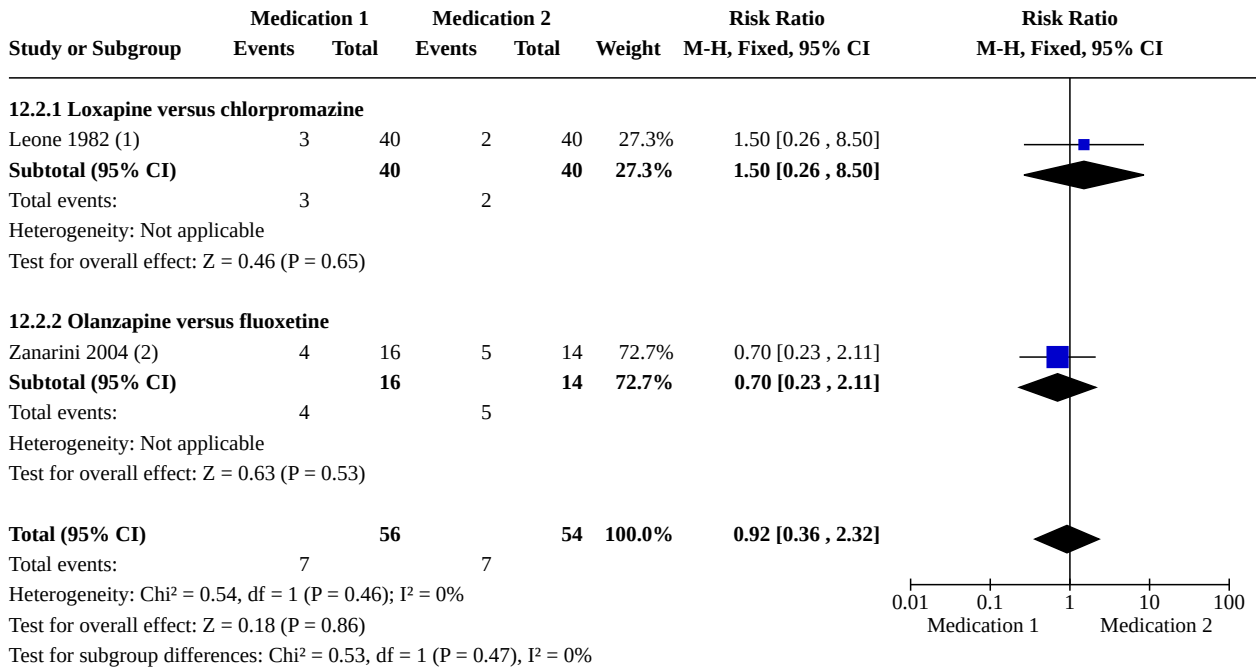 Medication 1 Medication 2 Risk Ratio Risk Ratio
Study or Subgroup Events Total Events Total Weight M-H, Fixed, 95% CI M-H, Fixed, 95% CI
12.2.1 Loxapine versus chlorpromazine
Leone 1982 (1) 3 40 2 40 27.3% 1.50 [0.26 , 8.50]
Subtotal (95% CI) 40 40 27.3% 1.50 [0.26 , 8.50]
Total events: 3 2
Heterogeneity: Not applicable
Test for overall effect: Z = 0.46 (P = 0.65)
12.2.2 Olanzapine versus fluoxetine
Zanarini 2004 (2) 4 16 5 14 72.7% 0.70 [0.23 , 2.11]
Subtotal (95% CI) 16 14 72.7% 0.70 [0.23 , 2.11]
Total events: 4 5
Heterogeneity: Not applicable
Test for overall effect: Z = 0.63 (P = 0.53)
Total (95% CI) 56 54 100.0% 0.92 [0.36 , 2.32]
Total events: 7 7
Heterogeneity: Chi² = 0.54, df = 1 (P = 0.46); I² = 0%
0.01 0.1 1 10 100
Test for overall effect: Z = 0.18 (P = 0.86)
Medication 1 Medication 2
Test for subgroup differences: Chi² = 0.53, df = 1 (P = 0.47), I² = 0%